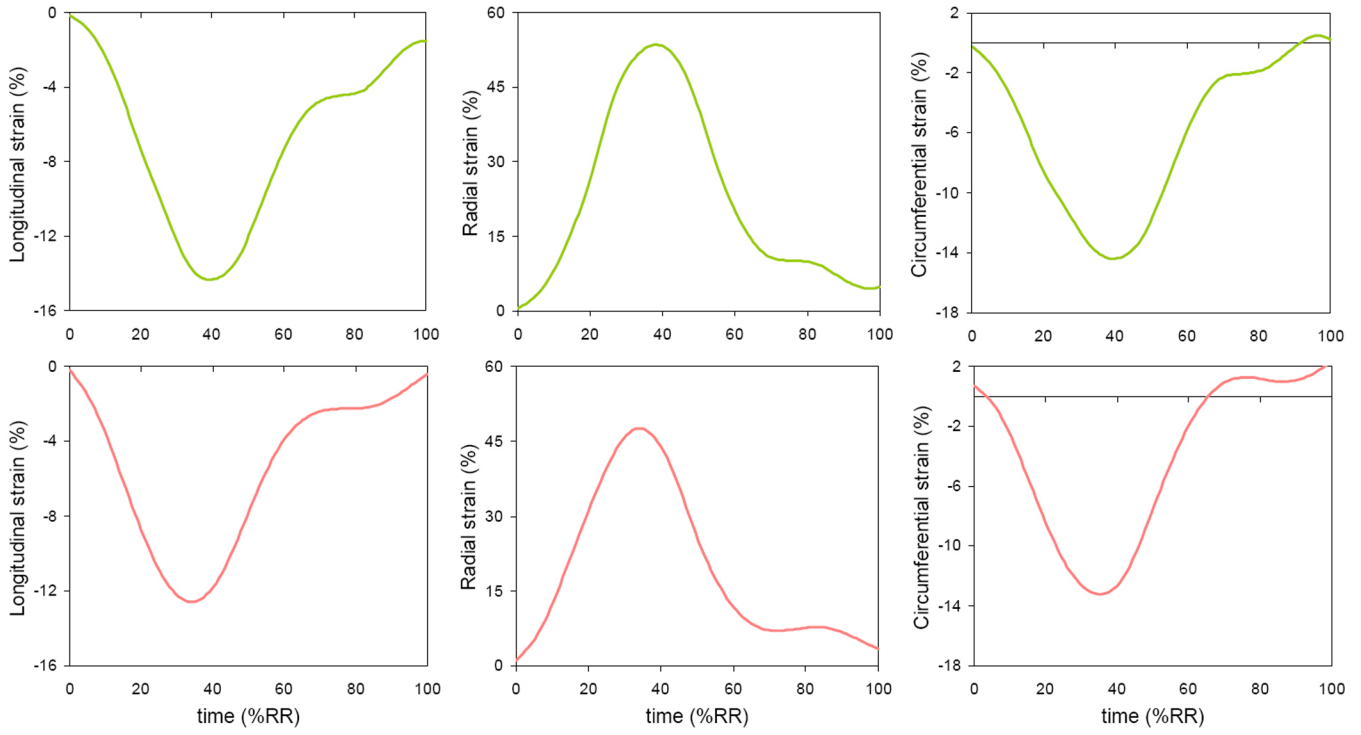 Longitudinal strain (%)
0
-4
-8
-12
-16
0 20 40 60 80 100
Radial strain (%)
60
45
30
15
0
0 20 40 60 80 100
Circumferential strain (%)
2
-2
-6
-10
-14
-18
0 20 40 60 80 100
Longitudinal strain (%)
0
-4
-8
-12
-16
0 20 40 60 80 100
time (%RR)
Radial strain (%)
60
45
30
15
0
0 20 40 60 80 100
time (%RR)
Circumferential strain (%)
2
-2
-6
-10
-14
-18
0 20 40 60 80 100
time (%RR)